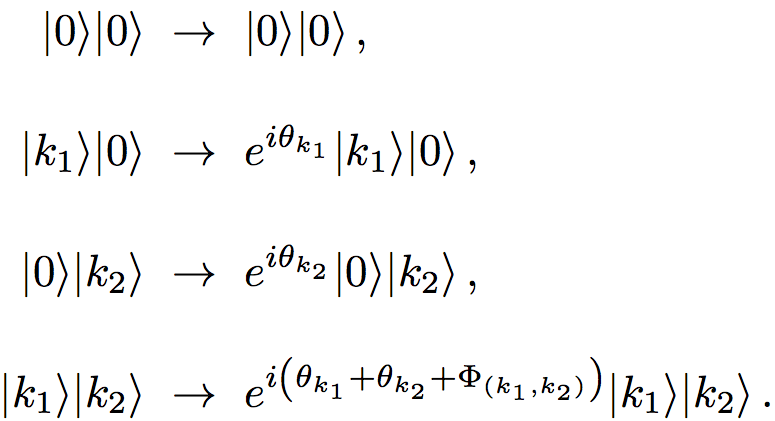 |0⟩|0⟩ → |0⟩|0⟩ ,
|k₁⟩|0⟩ → e^{iθ_{k₁}}|k₁⟩|0⟩ ,
|0⟩|k₂⟩ → e^{iθ_{k₂}}|0⟩|k₂⟩ ,
|k₁⟩|k₂⟩ → e^{i(θ_{k₁}+θ_{k₂}+Φ_{(k₁,k₂)})}|k₁⟩|k₂⟩ .